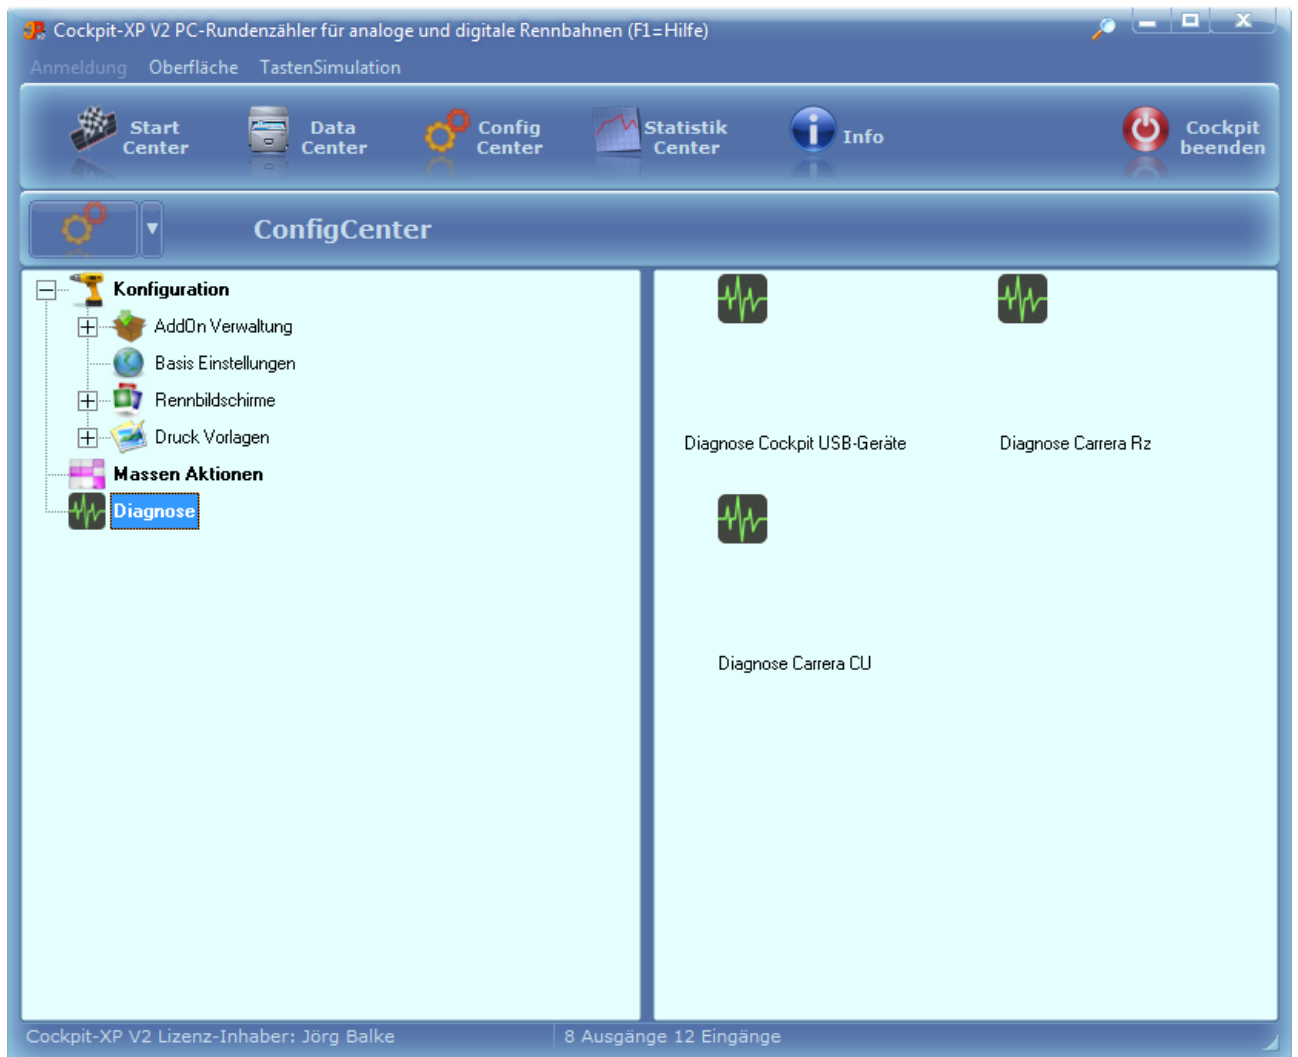 Cockpit-XP V2 PC-Rundenzähler für analoge und digitale Rennbahnen (F1=Hilfe)
Anmeldung Oberfläche TastenSimulation
Start Center
Data Center
Config Center
Statistik Center
Info
Cockpit beenden
ConfigCenter
Konfiguration
AddOn Verwaltung
Basis Einstellungen
Rennbildschirme
Druck Vorlagen
Massen Aktionen
Diagnose
Diagnose Cockpit USB-Geräte
Diagnose Carrera Rz
Diagnose Carrera CU
Cockpit-XP V2 Lizenz-Inhaber: Jörg Balke
8 Ausgänge 12 Eingänge